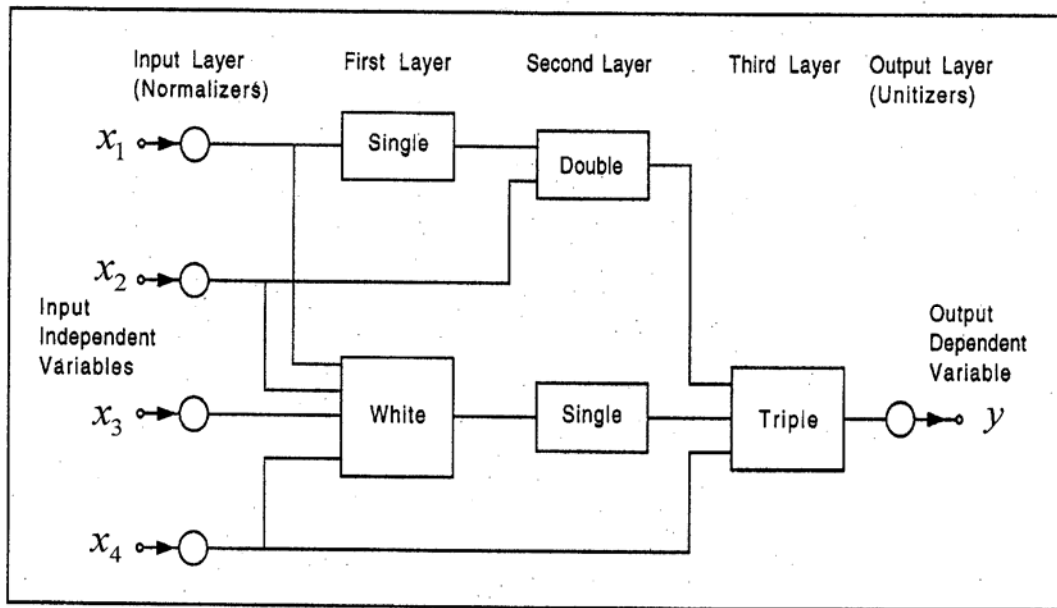 Input Layer
(Normalizers)
First Layer
Second Layer
Third Layer
Output Layer
(Unitizers)
x1
Single
Double
x2
Input
Independent
Variables
Output
Dependent
Variable
x3
White
Single
Triple
y
x4